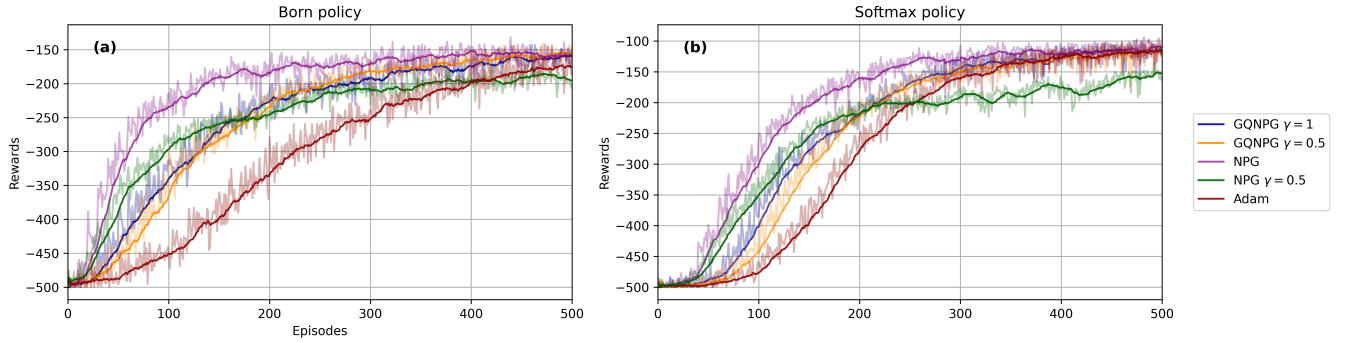 Born policy
(a)
Rewards
−150
−200
−250
−300
−350
−400
−450
−500
0
100
200
300
400
500
Episodes
Softmax policy
(b)
Rewards
−100
−150
−200
−250
−300
−350
−400
−450
−500
0
100
200
300
400
500
GQNPG γ = 1
GQNPG γ = 0.5
NPG
NPG γ = 0.5
Adam